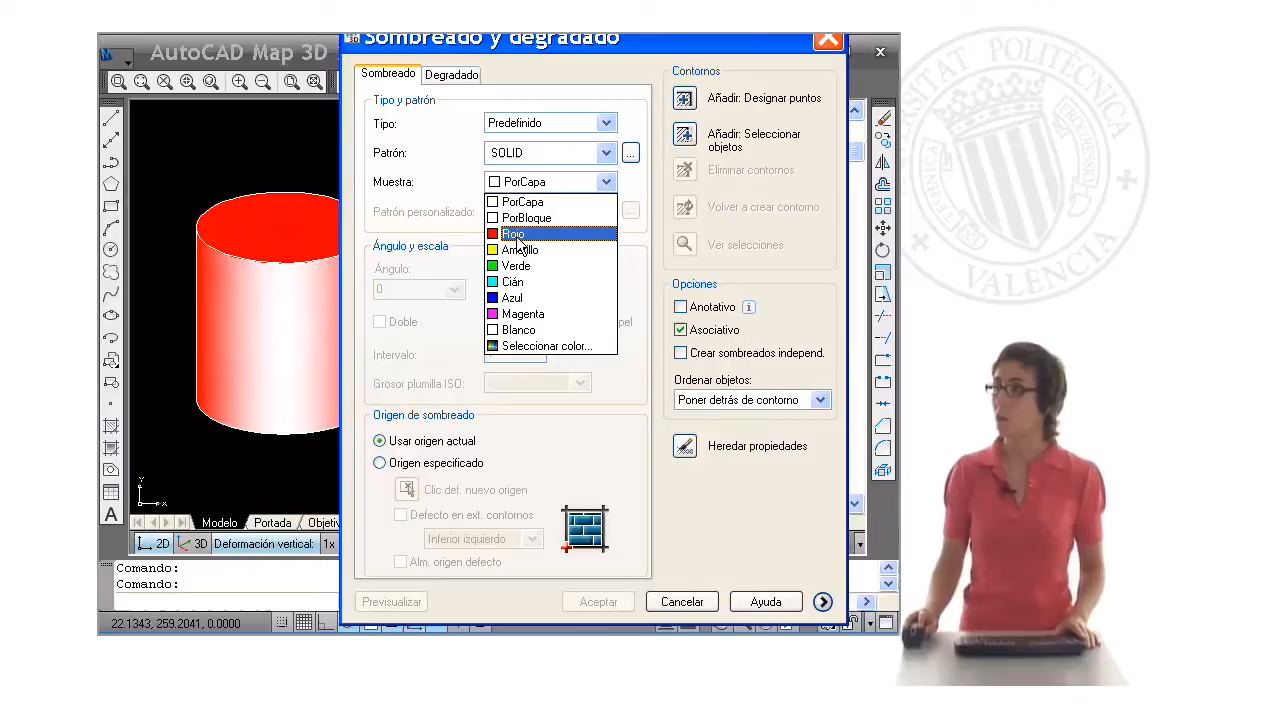 AutoCAD Map 3D
Sombreado y degradado
Sombreado
Degradado
Tipo y patrón
Tipo:
Predefinido
Patrón:
SOLID
...
Muestra:
PorCapa
Patrón personalizado:
...
PorCapa
PorBloque
Rojo
Amarillo
Verde
Cián
Azul
Magenta
Blanco
Seleccionar color...
Ángulo y escala
Ángulo:
0
Doble
Intervalo:
Grosor plumilla ISO:
Origen de sombreado
Usar origen actual
Origen especificado
Clic def. nuevo origen
Defecto en ext. contornos
Inferior izquierdo
Alm. origen defecto
Contornos
Añadir: Designar puntos
Añadir: Seleccionar
objetos
Eliminar contornos
Volver a crear contorno
Ver selecciones
Opciones
Anotativo
Asociativo
Crear sombreados independ.
Ordenar objetos:
Poner detrás de contorno
Heredar propiedades
Previsualizar
Aceptar
Cancelar
Ayuda
Y
X
Modelo
Portada
2D
3D
Deformación vertical:
1x
Comando:
Comando:
22.1343, 259.2041, 0.0000
UNIVERSITAT POLITÈCNICA
VALÈNCIA